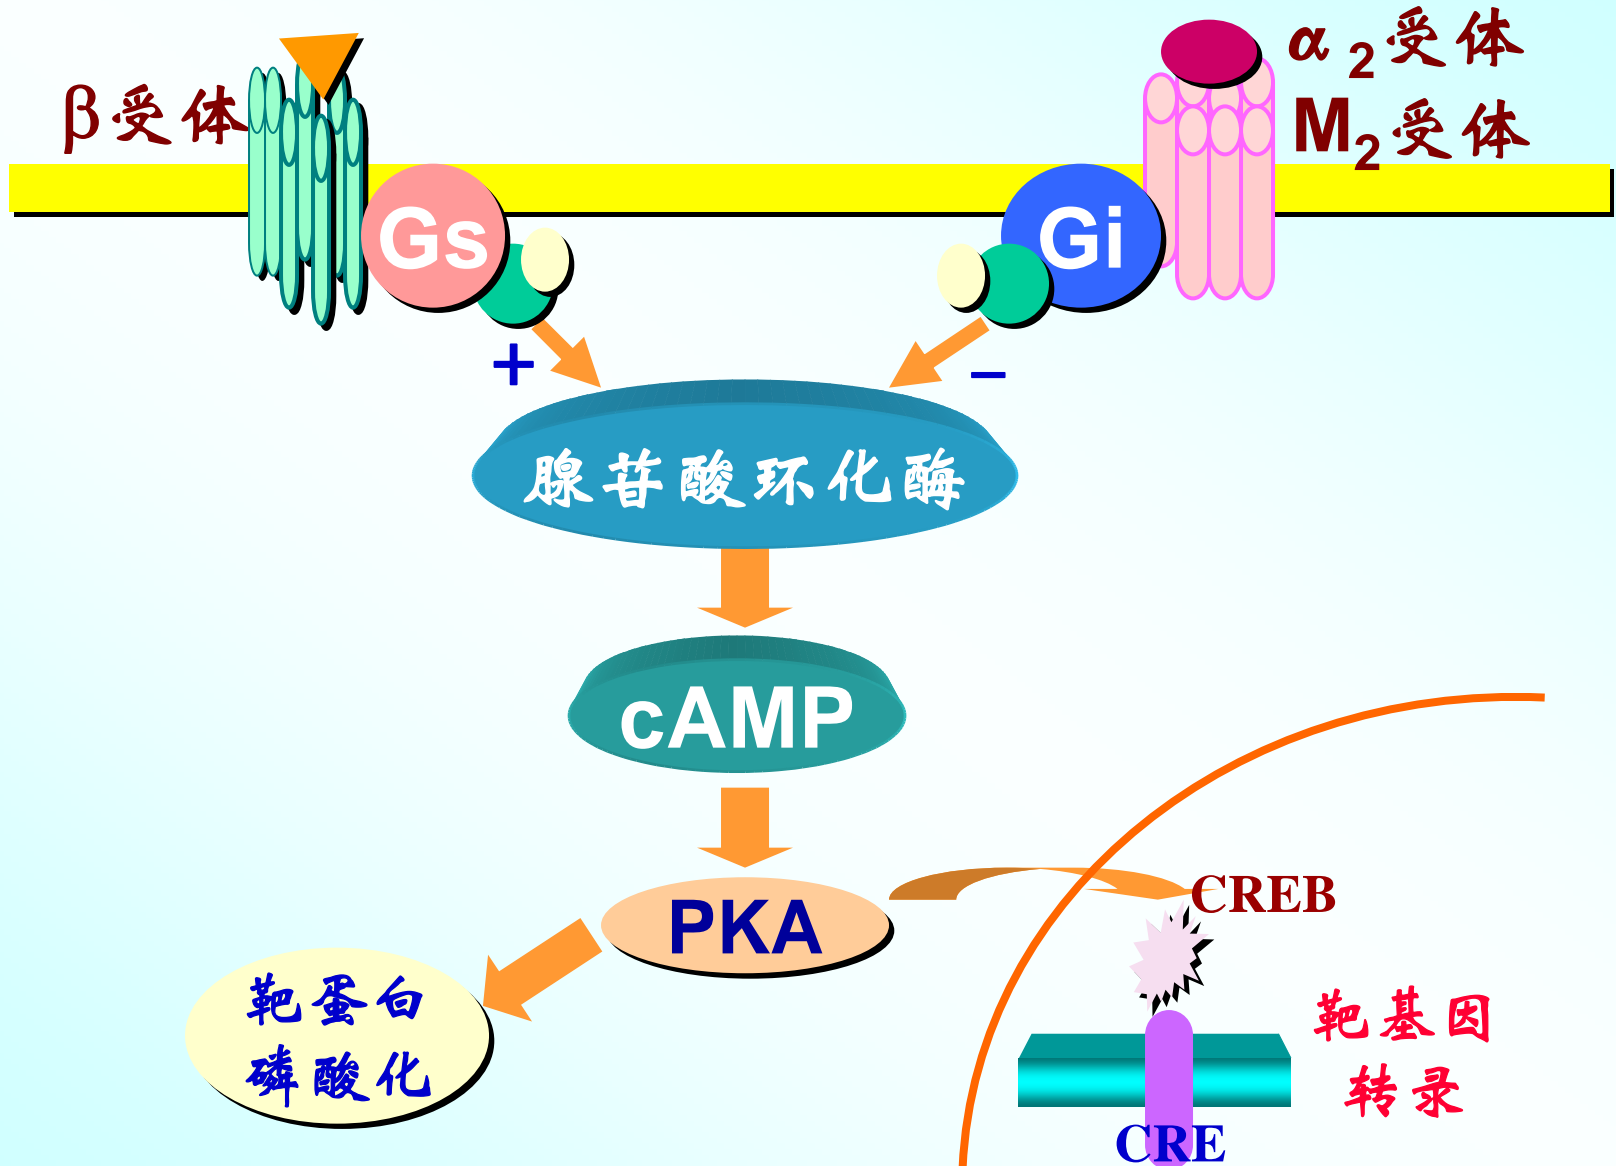 β受体
α2受体
M2受体
Gs
Gi
+
–
腺苷酸环化酶
cAMP
PKA
CREB
靶蛋白
磷酸化
靶基因
转录
CRE